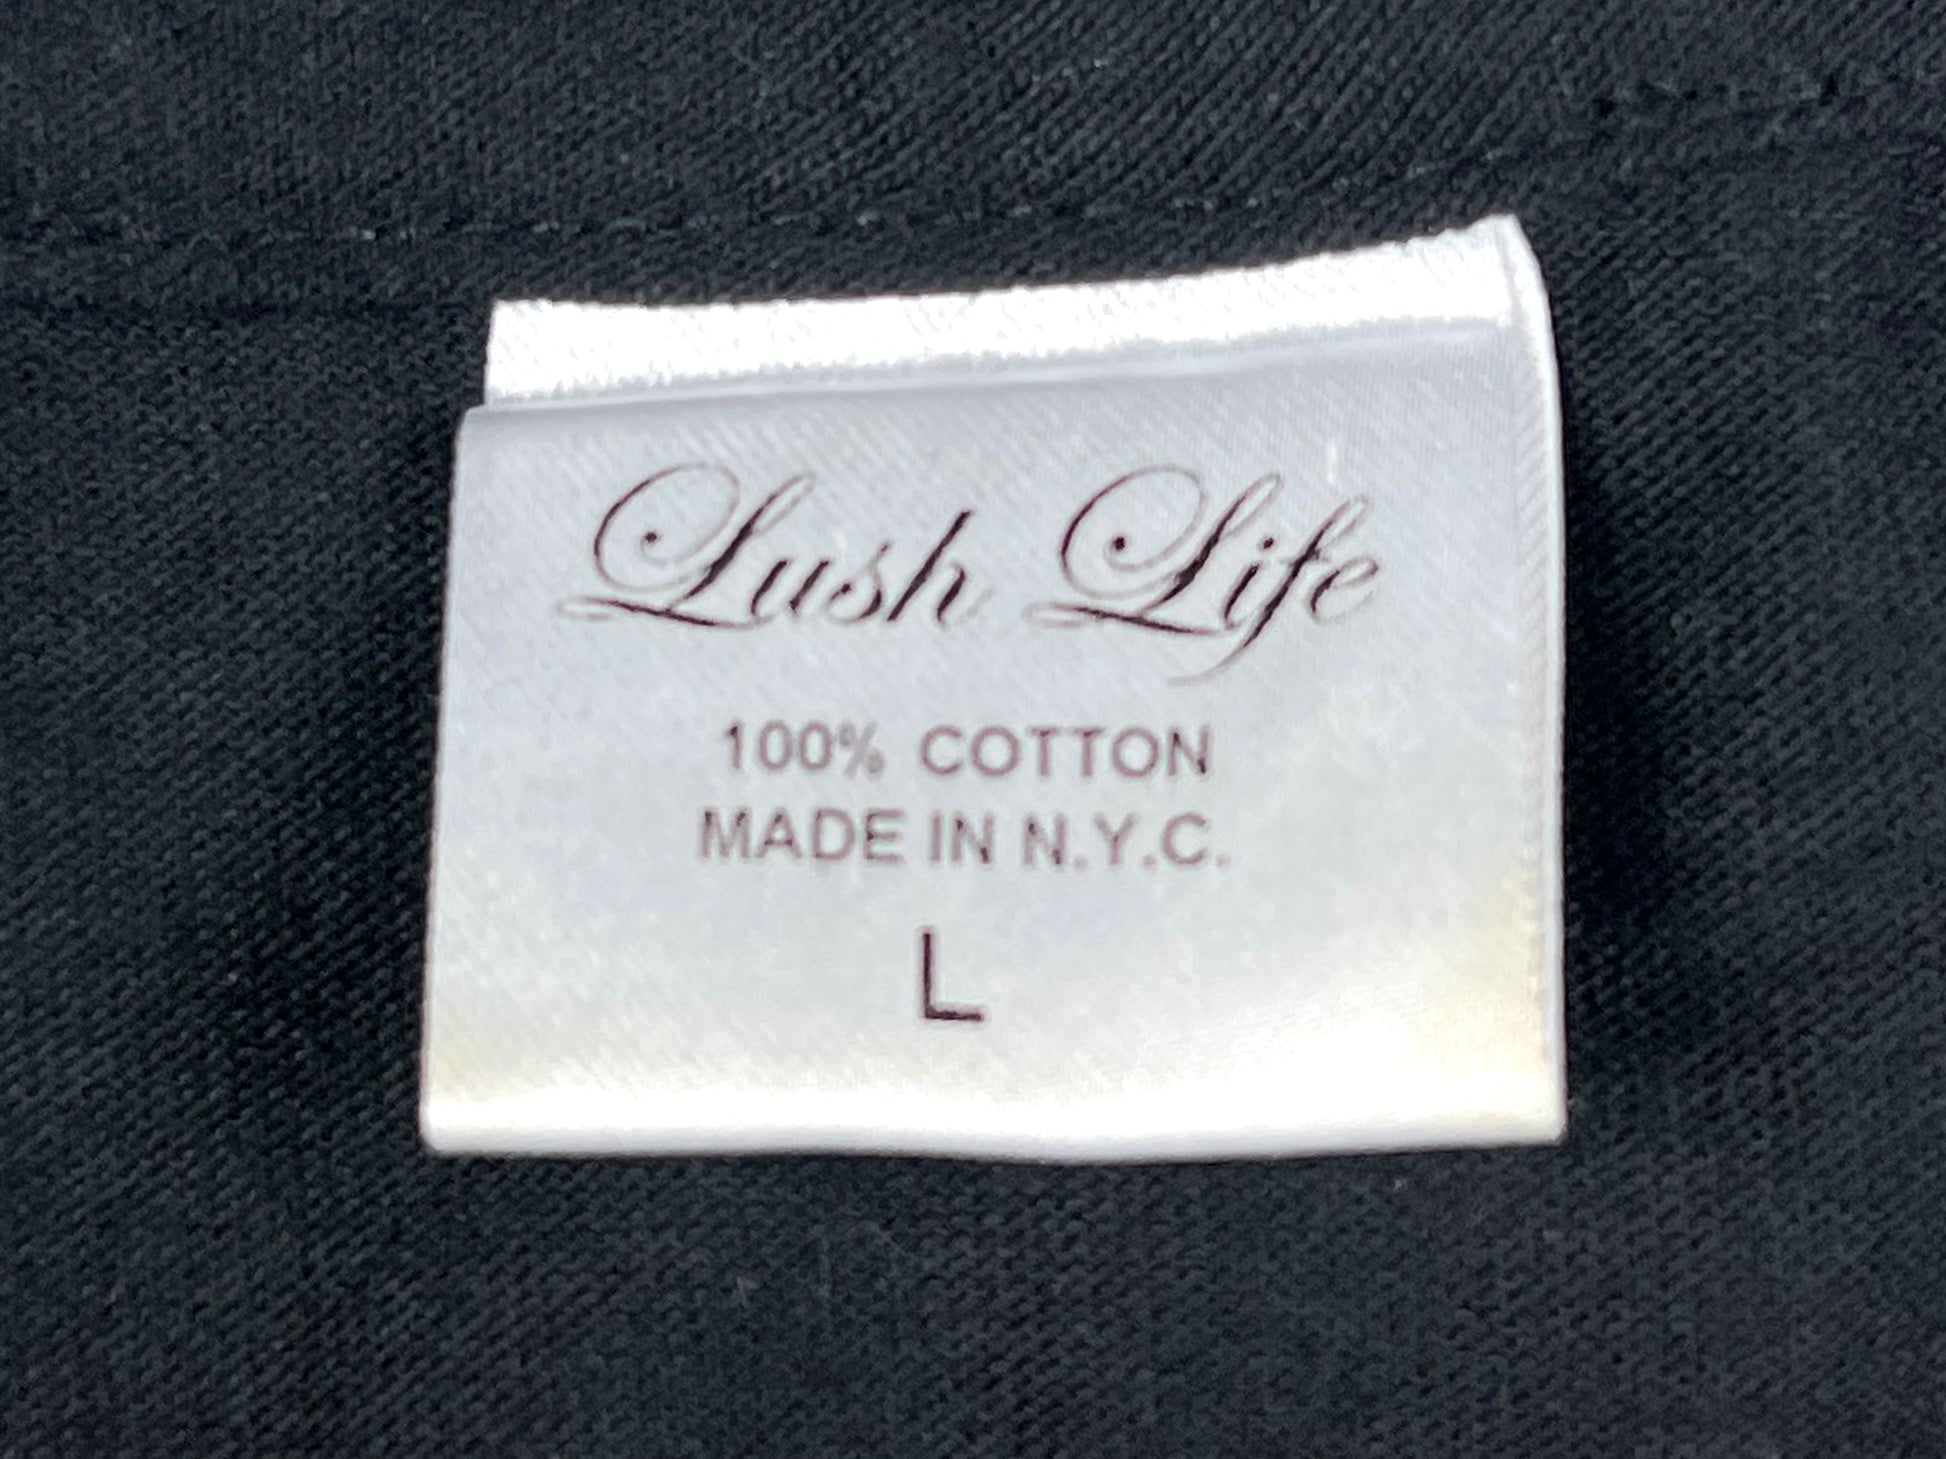 Lush Life
100% COTTON
MADE IN N.Y.C.
L